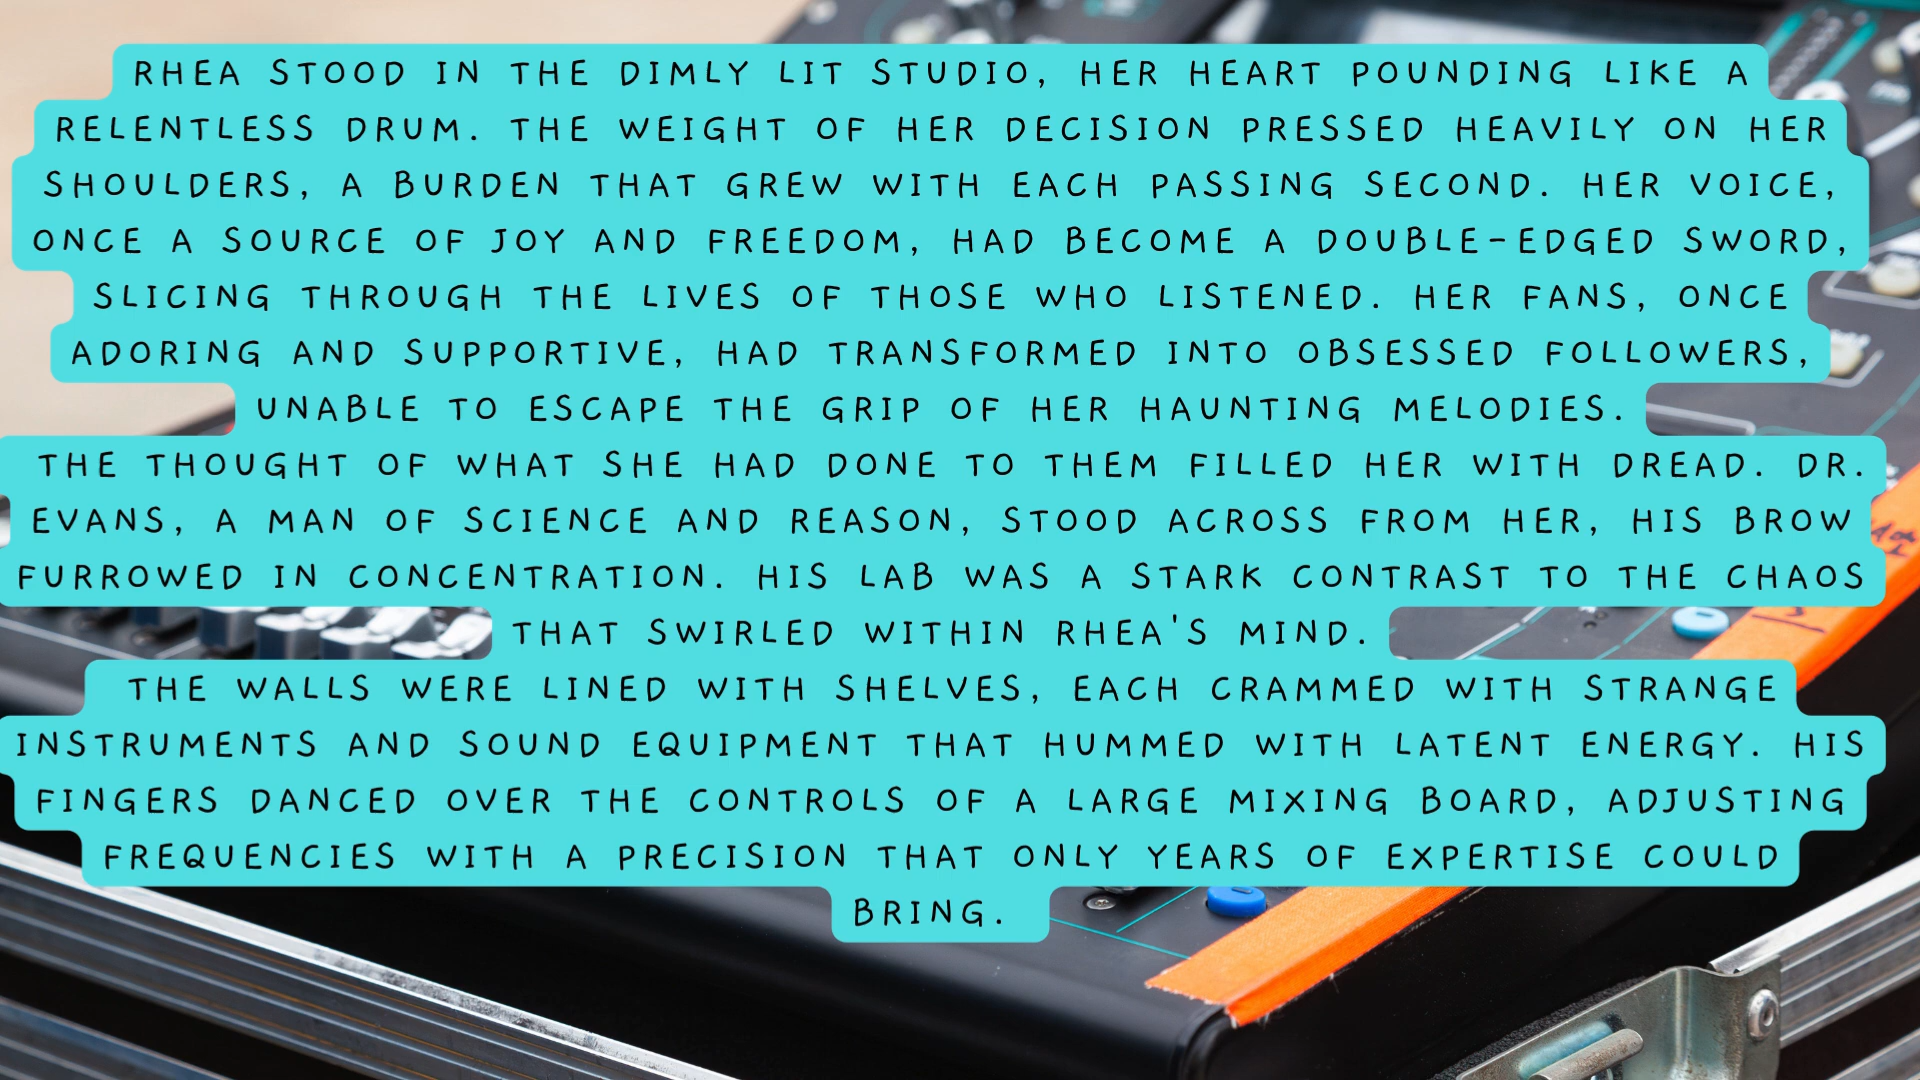 RHEA STOOD IN THE DIMLY LIT STUDIO, HER HEART POUNDING LIKE A
RELENTLESS DRUM. THE WEIGHT OF HER DECISION PRESSED HEAVILY ON HER
SHOULDERS, A BURDEN THAT GREW WITH EACH PASSING SECOND. HER VOICE,
ONCE A SOURCE OF JOY AND FREEDOM, HAD BECOME A DOUBLE-EDGED SWORD,
SLICING THROUGH THE LIVES OF THOSE WHO LISTENED. HER FANS, ONCE
ADORING AND SUPPORTIVE, HAD TRANSFORMED INTO OBSESSED FOLLOWERS,
UNABLE TO ESCAPE THE GRIP OF HER HAUNTING MELODIES.
THE THOUGHT OF WHAT SHE HAD DONE TO THEM FILLED HER WITH DREAD. DR.
EVANS, A MAN OF SCIENCE AND REASON, STOOD ACROSS FROM HER, HIS BROW
FURROWED IN CONCENTRATION. HIS LAB WAS A STARK CONTRAST TO THE CHAOS
THAT SWIRLED WITHIN RHEA'S MIND.
THE WALLS WERE LINED WITH SHELVES, EACH CRAMMED WITH STRANGE
INSTRUMENTS AND SOUND EQUIPMENT THAT HUMMED WITH LATENT ENERGY. HIS
FINGERS DANCED OVER THE CONTROLS OF A LARGE MIXING BOARD, ADJUSTING
FREQUENCIES WITH A PRECISION THAT ONLY YEARS OF EXPERTISE COULD
BRING.